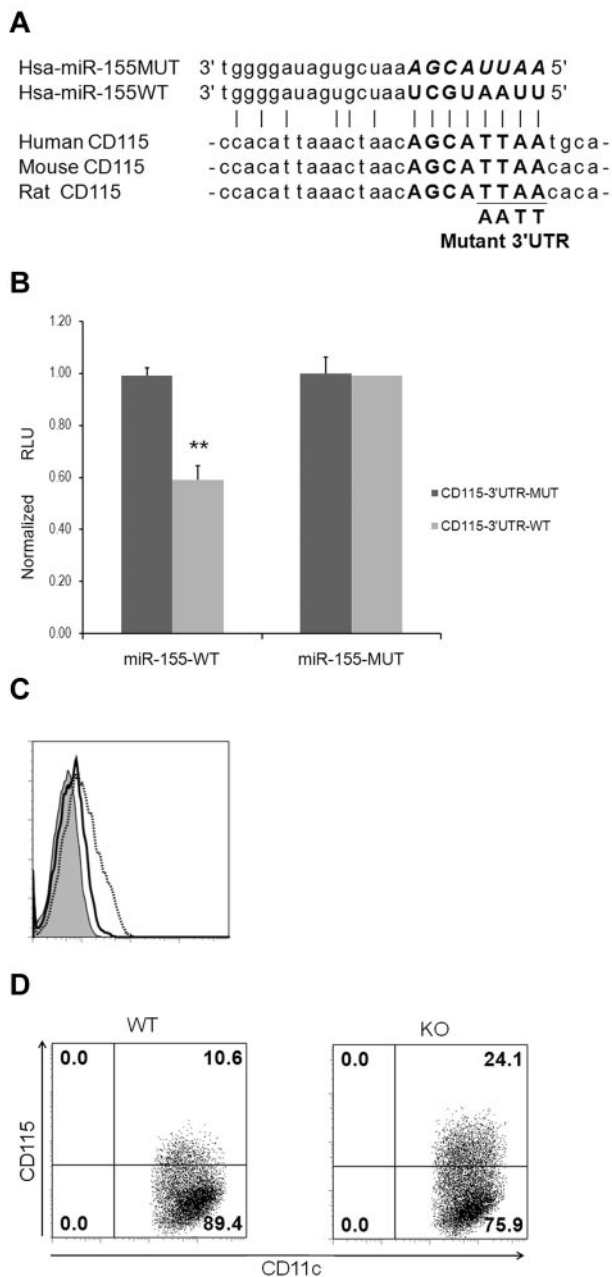 A
Hsa-miR-155MUT 3' tggggauagugcuaaAGCAUUAA 5'
Hsa-miR-155WT 3' tggggauagugcuaaUCGUAAUU 5'
Human CD115 -ccacattaaactaacAGCATTAAtgca-
Mouse CD115 -ccacattaaactaacAGCATTAAcaca-
Rat CD115 -ccacattaaactaacAGCATTAAcaca-
AATT
Mutant 3'UTR
B
Normalized RLU
1.20
1.00
0.80
0.60
0.40
0.20
0.00
**
miR-155-WT
miR-155-MUT
CD115-3'UTR-MUT
CD115-3'UTR-WT
C
D
WT
KO
0.0 10.6
0.0 24.1
CD115
0.0 89.4
0.0 75.9
CD11c